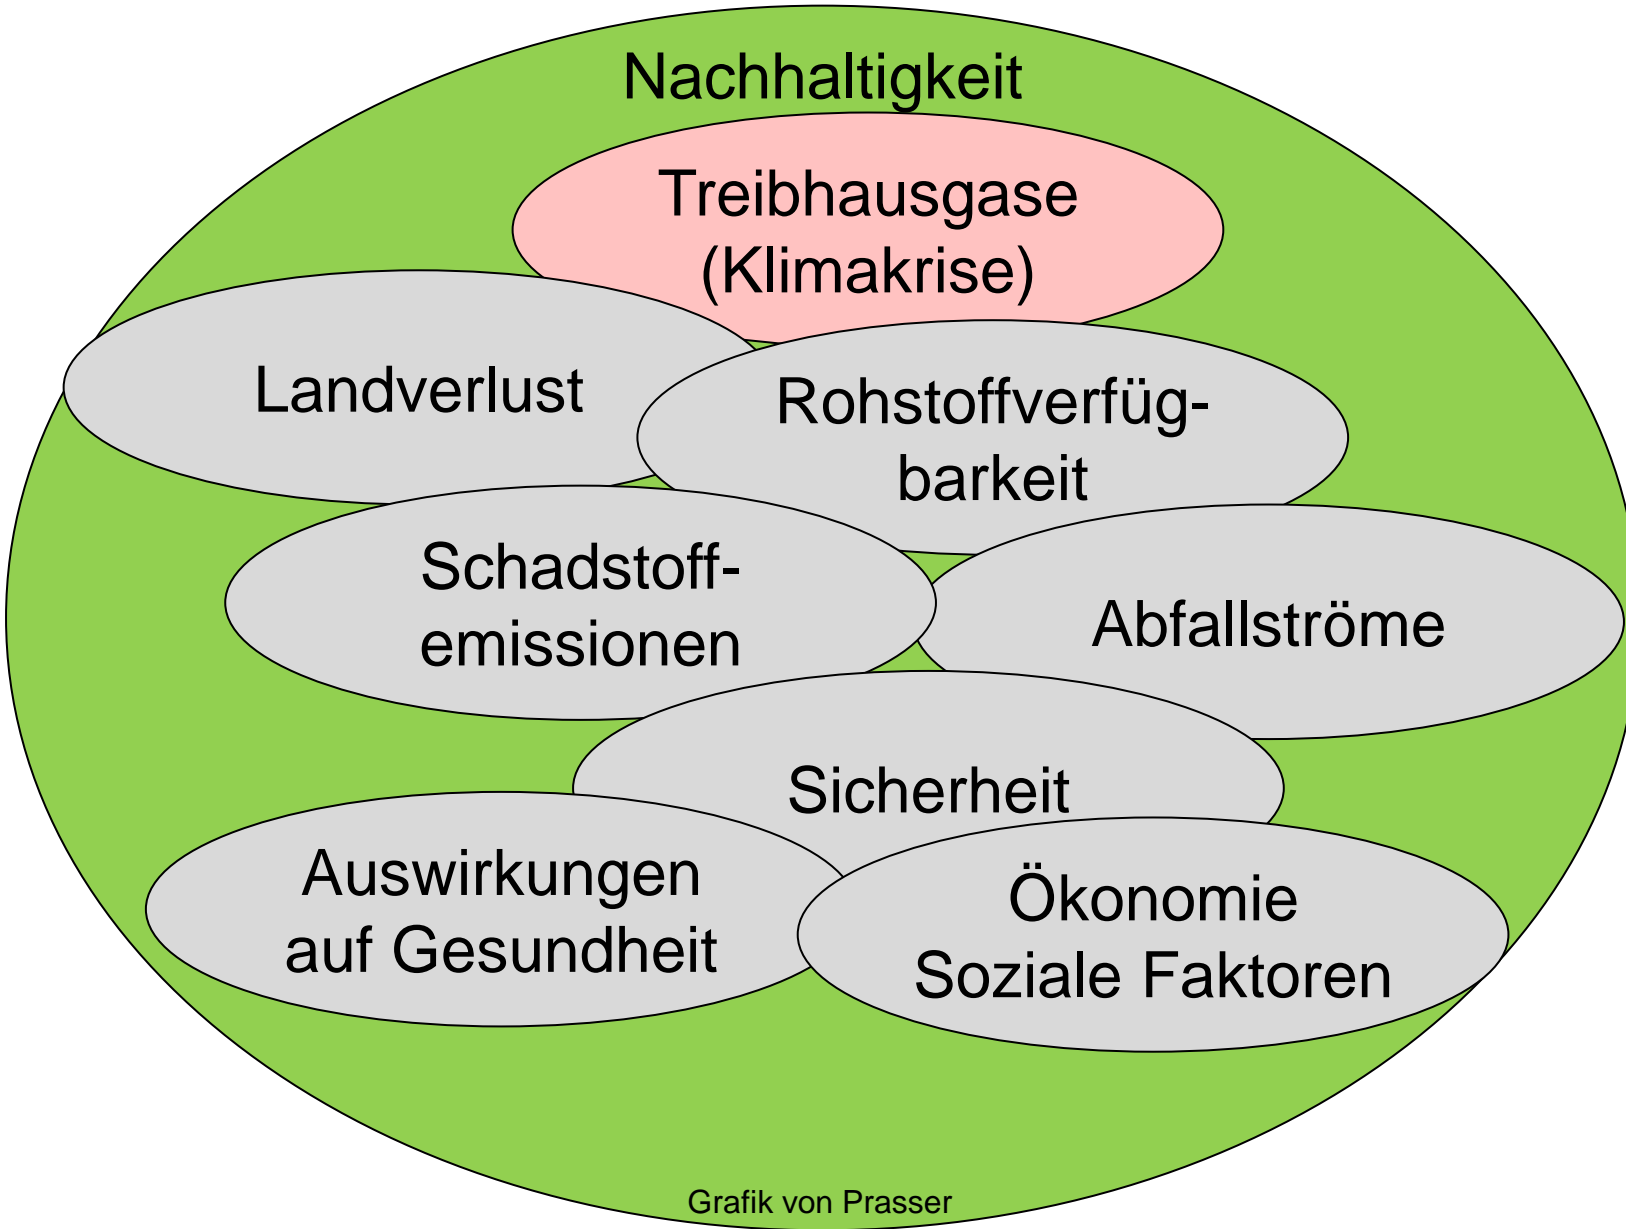 Nachhaltigkeit
Treibhausgase
(Klimakrise)
Landverlust
Rohstoffverfüg-
barkeit
Schadstoff-
emissionen
Abfallströme
Sicherheit
Auswirkungen
auf Gesundheit
Ökonomie
Soziale Faktoren
Grafik von Prasser